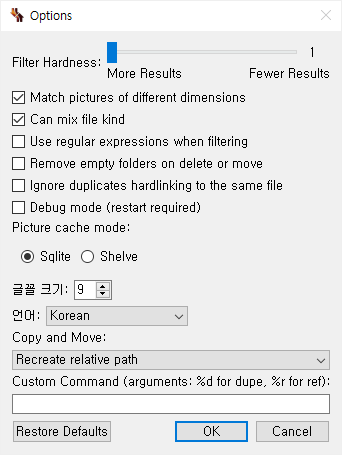 Options
Filter Hardness: 1
More Results Fewer Results
Match pictures of different dimensions
Can mix file kind
Use regular expressions when filtering
Remove empty folders on delete or move
Ignore duplicates hardlinking to the same file
Debug mode (restart required)
Picture cache mode:
Sqlite Shelve
글꼴 크기: 9
언어: Korean
Copy and Move:
Recreate relative path
Custom Command (arguments: %d for dupe, %r for ref):
Restore Defaults OK Cancel